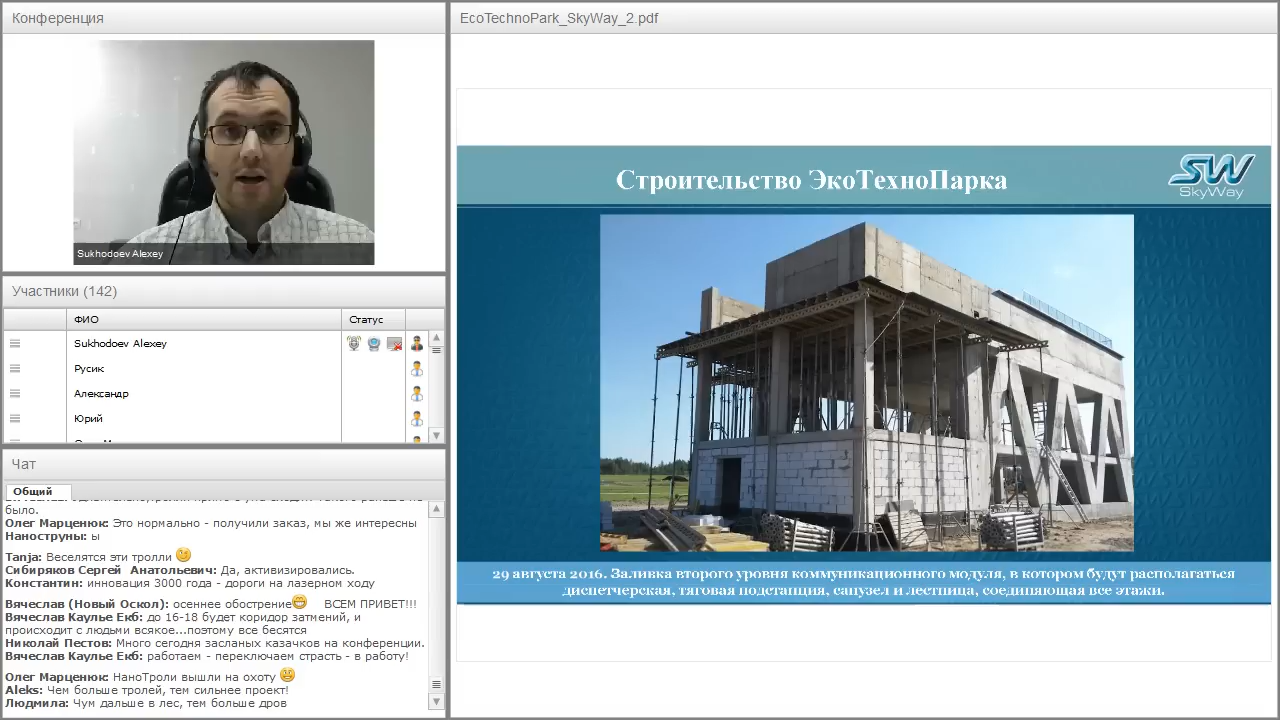 Конференция
Sukhodoev Alexey
Участники (142)
ФИО
Статус
Sukhodoev Alexey
Русик
Александр
Юрий
Чат
Общий
было.
Олег Марценюк: Это нормально - получили заказ, мы же интересны
Наноструны: ы
Tanja: Веселятся эти тролли
Сибиряков Сергей Анатольевич: Да, активизировались.
Константин: инновация 3000 года - дороги на лазерном ходу
Вячеслав (Новый Оскол): осеннее обострение ВСЕМ ПРИВЕТ!!!
Вячеслав Каулье Екб: до 16-18 будет коридор затмений, и
происходит с людьми всякое...поэтому все бесятся
Николай Пестов: Много сегодня засланых казачков на конференции.
Вячеслав Каулье Екб: работаем - переключаем страсть - в работу!
Олег Марценюк: НаноТроли вышли на охоту
Aleks: Чем больше тролей, тем сильнее проект!
Людмила: Чум дальше в лес, тем больше дров
EcoTechnoPark_SkyWay_2.pdf
Строительство ЭкоТехноПарка
SW
SkyWay
29 августа 2016. Заливка второго уровня коммуникационного модуля, в котором будут располагаться
диспетчерская, тяговая подстанция, санузел и лестница, соединяющая все этажи.